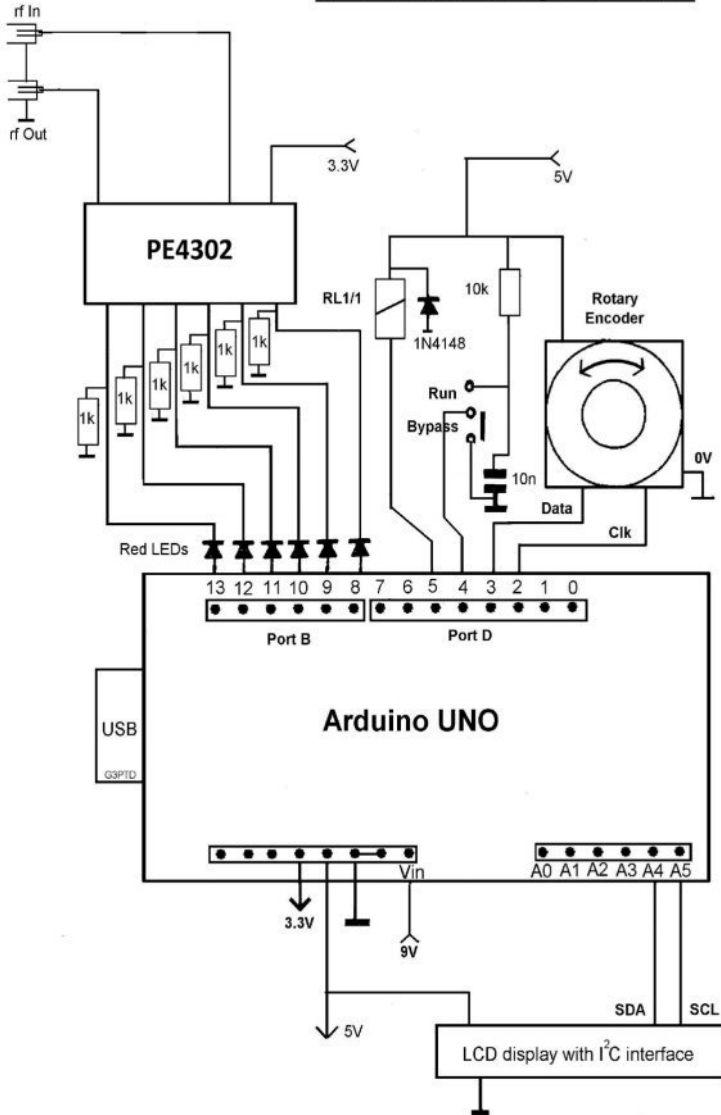 rf In
rf Out
3.3V
5V
PE4302
RL1/1
1N4148
10k
Rotary
Encoder
1k
1k
1k
1k
1k
1k
Run
Bypass
10n
0V
Data
Clk
Red LEDs
13 12 11 10 9 8 7 6 5 4 3 2 1 0
Port B
Port D
USB
G3PTD
Arduino UNO
Vin
A0 A1 A2 A3 A4 A5
3.3V
9V
5V
SDA
SCL
LCD display with I²C interface